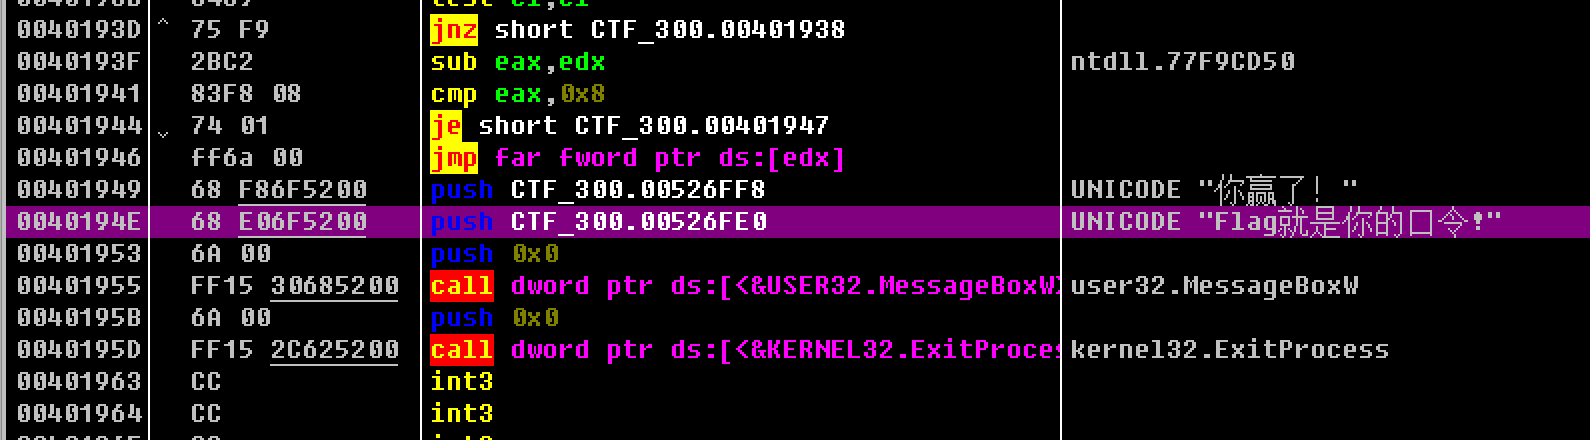 0040193D ^ 75 F9 jnz short CTF_300.00401938
0040193F 2BC2 sub eax,edx ntdll.77F9CD50
00401941 83F8 08 cmp eax,0x8
00401944 74 01 je short CTF_300.00401947
00401946 ff6a 00 jmp far fword ptr ds:[edx]
00401949 68 F86F5200 push CTF_300.00526FF8 UNICODE "你赢了! "
0040194E 68 E06F5200 push CTF_300.00526FE0 UNICODE "Flag就是你的口令!"
00401953 6A 00 push 0x0
00401955 FF15 30685200 call dword ptr ds:[<&USER32.MessageBoxW> user32.MessageBoxW
0040195B 6A 00 push 0x0
0040195D FF15 2C625200 call dword ptr ds:[<&KERNEL32.ExitProces kernel32.ExitProcess
00401963 CC int3
00401964 CC int3